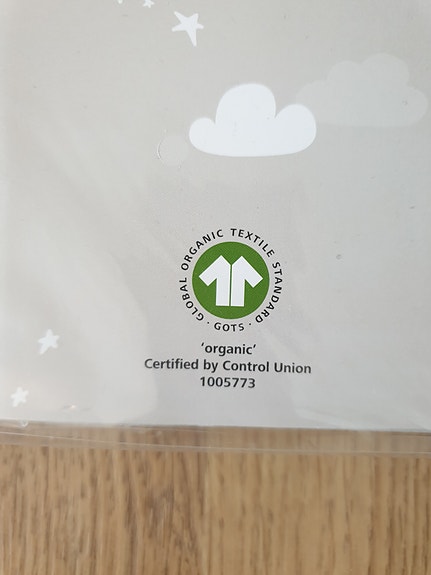 GLOBAL ORGANIC TEXTILE STANDARD
· GOTS ·
'organic'
Certified by Control Union
1005773